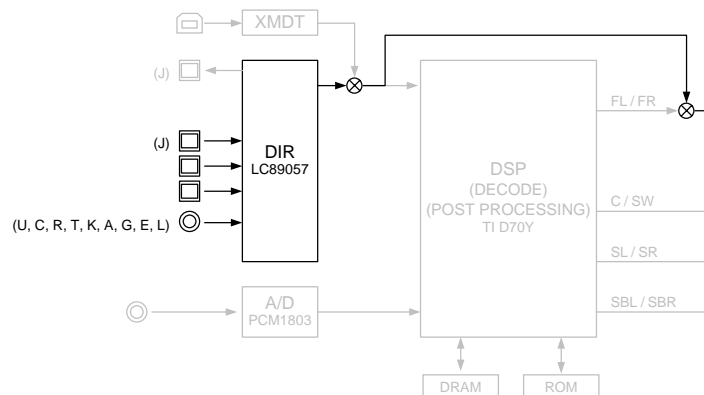 XMDT
(J)
(J)
DIR
LC89057
(U, C, R, T, K, A, G, E, L)
A/D
PCM1803
DSP
(DECODE)
(POST PROCESSING)
TI D70Y
FL / FR
C / SW
SL / SR
SBL / SBR
DRAM
ROM